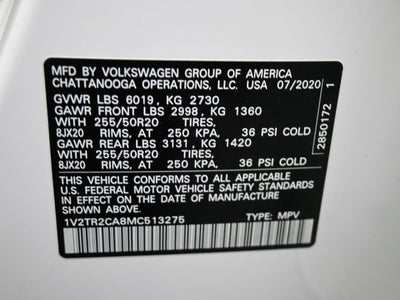 MFD BY VOLKSWAGEN GROUP OF AMERICA
CHATTANOOGA OPERATIONS, LLC. USA 07/2020
GVWR LBS 6019, KG 2730
GAWR FRONT LBS 2998, KG 1360
WITH 255/50R20 TIRES,
8JX20 RIMS, AT 250 KPA, 36 PSI COLD
GAWR REAR LBS 3131, KG 1420
WITH 255/50R20 TIRES,
8JX20 RIMS, AT 250 KPA, 36 PSI COLD
THIS VEHICLE CONFORMS TO ALL APPLICABLE
U.S. FEDERAL MOTOR VEHICLE SAFETY STANDARDS
IN EFFECT ON THE DATE OF MANUFACTURE
SHOWN ABOVE
1V2TR2CA8MC513275 TYPE: MPV
2850172 1